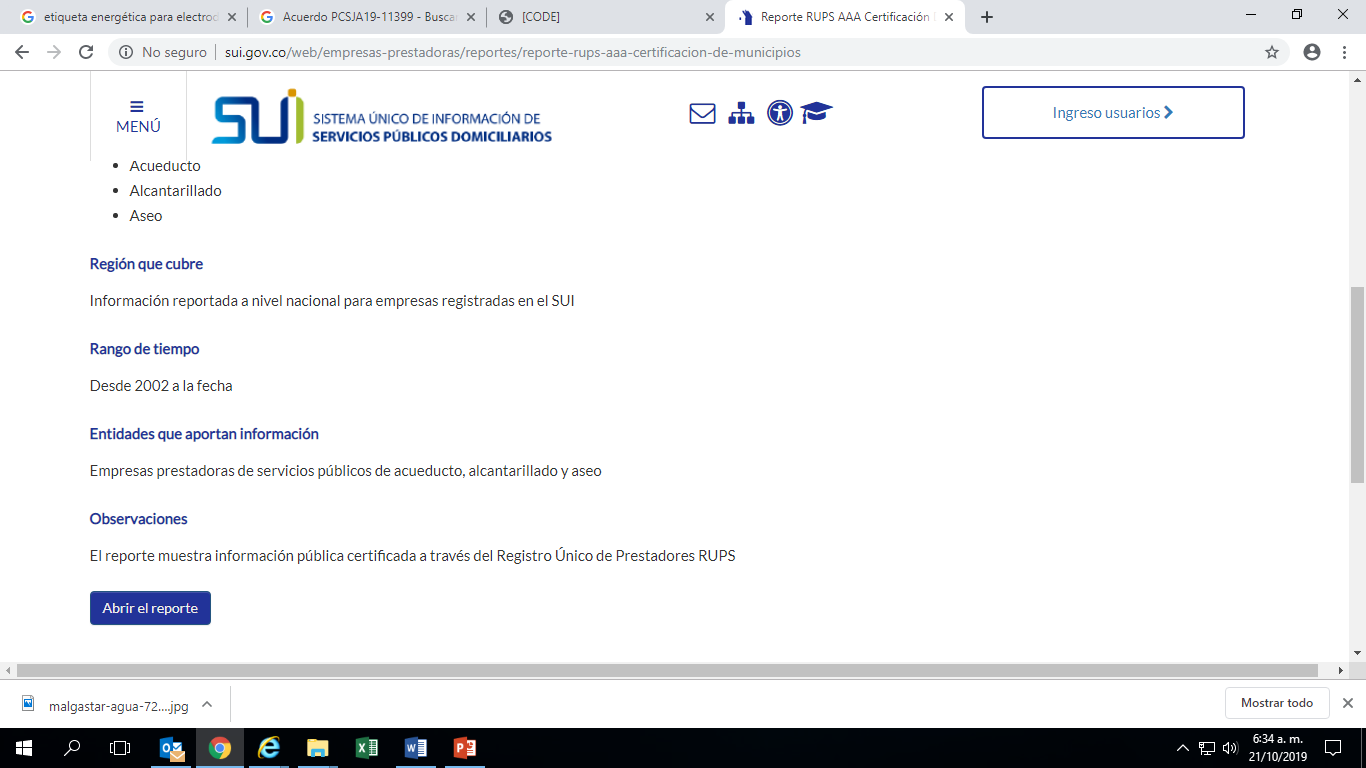 etiqueta energética para electrod
Acuerdo PCSJA19-11399 - Busca
[CODE]
Reporte RUPS AAA Certificación
No seguro
sui.gov.co/web/empresas-prestadoras/reportes/reporte-rups-aaa-certificacion-de-municipios
MENÚ
SUI
SISTEMA ÚNICO DE INFORMACIÓN DE
SERVICIOS PÚBLICOS DOMICILIARIOS
Ingreso usuarios
Acueducto
Alcantarillado
Aseo
Región que cubre
Información reportada a nivel nacional para empresas registradas en el SUI
Rango de tiempo
Desde 2002 a la fecha
Entidades que aportan información
Empresas prestadoras de servicios públicos de acueducto, alcantarillado y aseo
Observaciones
El reporte muestra información pública certificada a través del Registro Único de Prestadores RUPS
Abrir el reporte
malgastar-agua-72....jpg
Mostrar todo
6:34 a. m.
21/10/2019